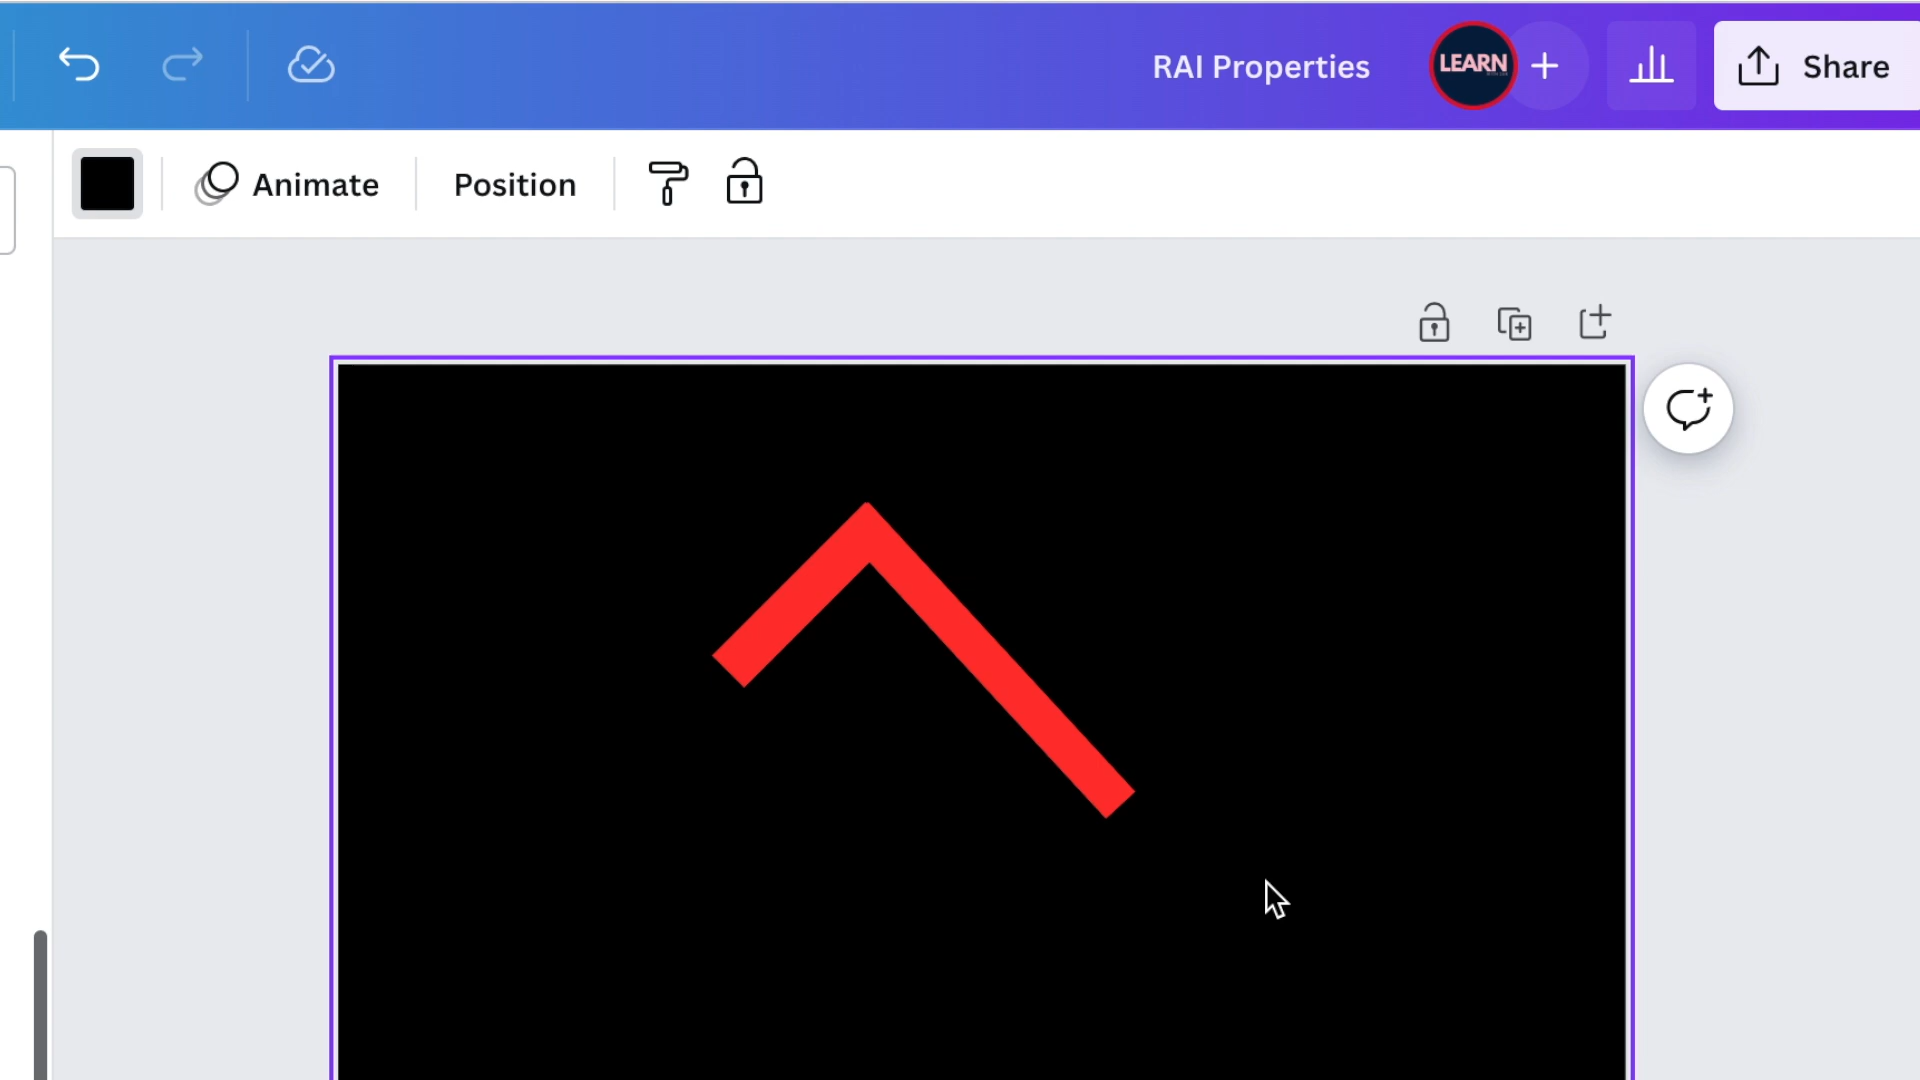 RAI Properties
LEARN
Share
Animate
Position